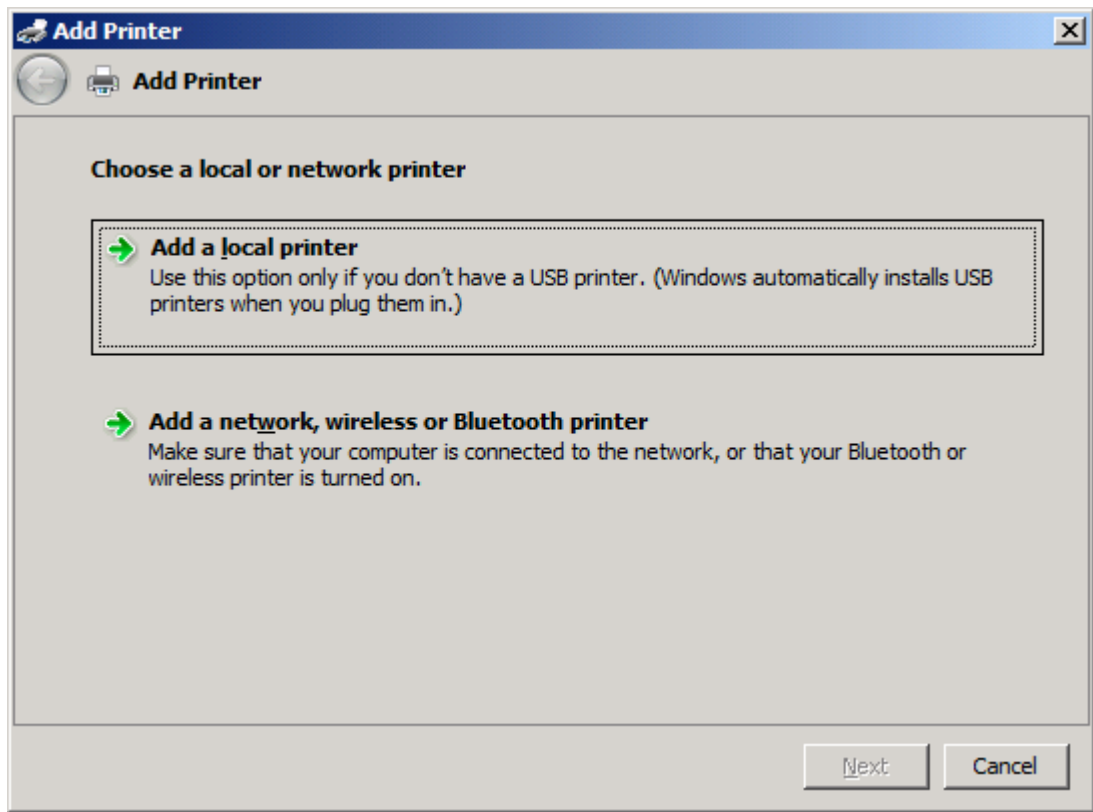 Add Printer
Add Printer
Choose a local or network printer
Add a local printer
Use this option only if you don't have a USB printer. (Windows automatically installs USB
printers when you plug them in.)
Add a network, wireless or Bluetooth printer
Make sure that your computer is connected to the network, or that your Bluetooth or
wireless printer is turned on.
Next
Cancel